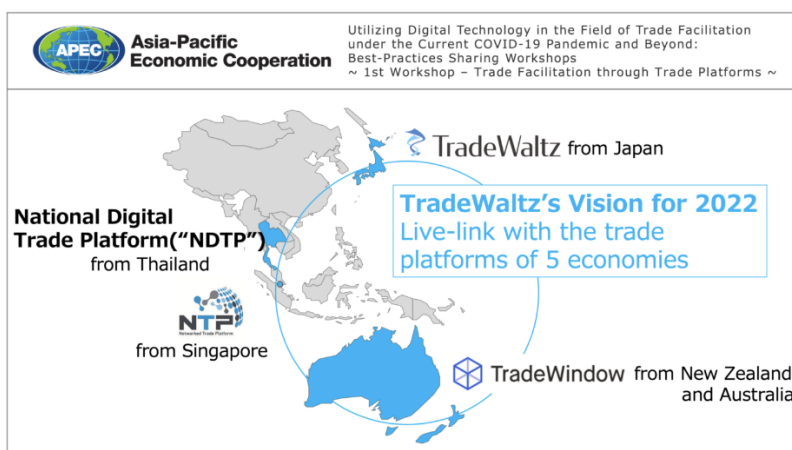 APEC
Asia-Pacific
Economic Cooperation
Utilizing Digital Technology in the Field of Trade Facilitation
under the Current COVID-19 Pandemic and Beyond:
Best-Practices Sharing Workshops
~ 1st Workshop – Trade Facilitation through Trade Platforms ~
TradeWaltz from Japan
TradeWaltz's Vision for 2022
Live-link with the trade
platforms of 5 economies
National Digital
Trade Platform("NDTP")
from Thailand
NTP
Networked Trade Platform
from Singapore
TradeWindow from New Zealand
and Australia